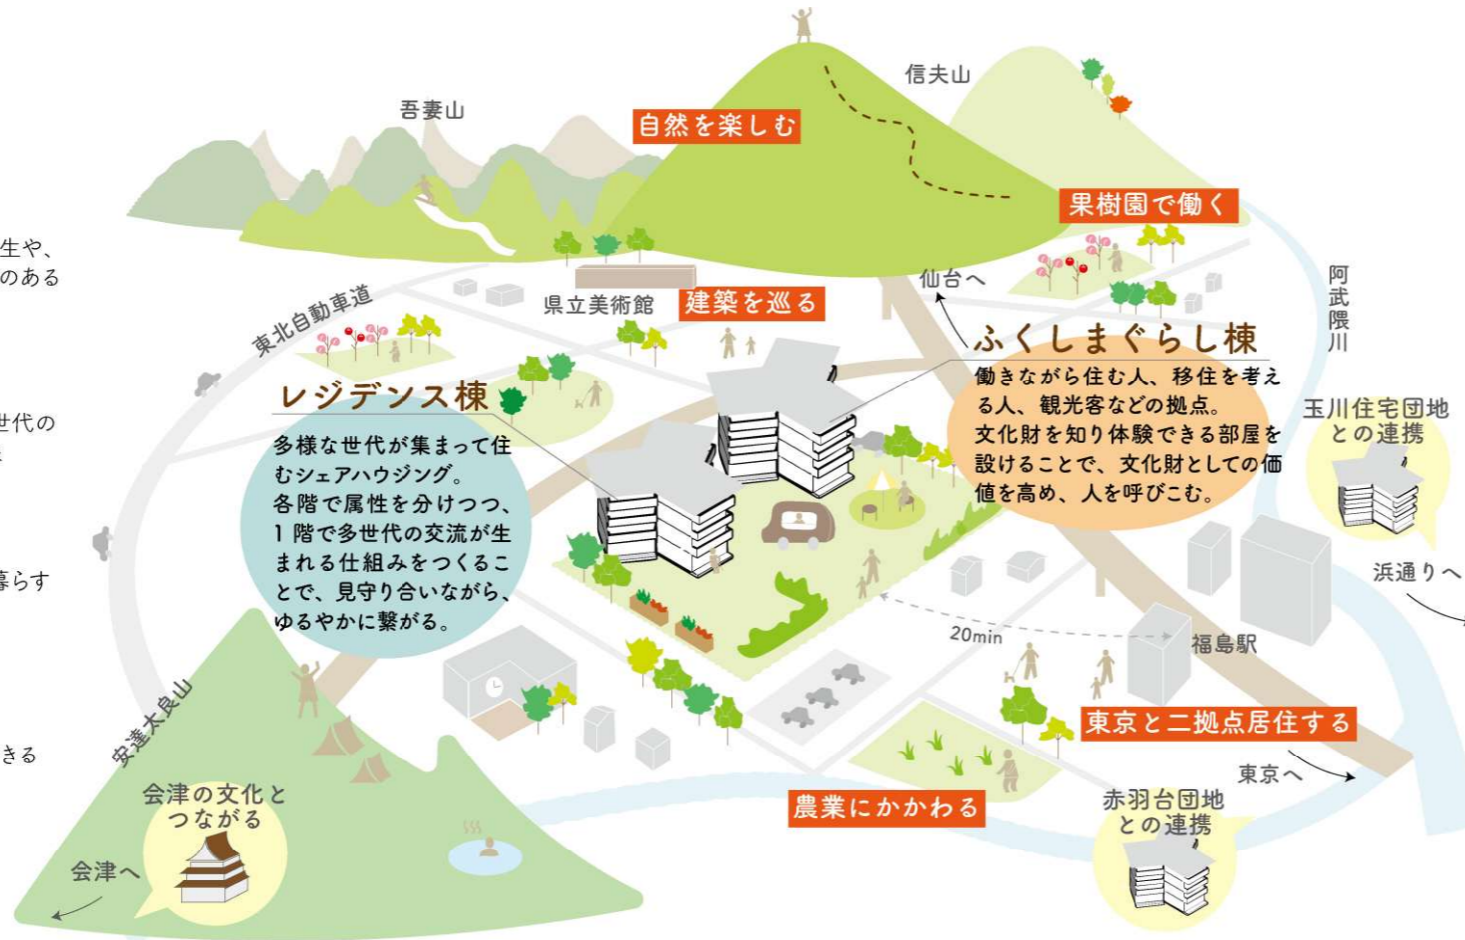 信夫山
吾妻山
自然を楽しむ
果樹園で働く
生や、
のある
仙台へ
阿武隈川
県立美術館
建築を巡る
東北自動車道
ふくしまぐらし棟
働きながら住む人、移住を考え
る人、観光客などの拠点。
文化財を知り体験できる部屋を
設けることで、文化財としての価
値を高め、人を呼びこむ。
レジデンス棟
多様な世代が集まって住
むシェアハウジング。
各階で属性を分けつつ、
1 階で多世代の交流が生
まれる仕組みをつくるこ
とで、見守り合いながら、
ゆるやかに繋がる。
世代の
玉川住宅団地
との連携
浜通りへ
暮らす
20min
福島駅
安達太良山
東京と二拠点居住する
きる
東京へ
会津の文化と
つながる
農業にかかわる
赤羽台団地
との連携
会津へ